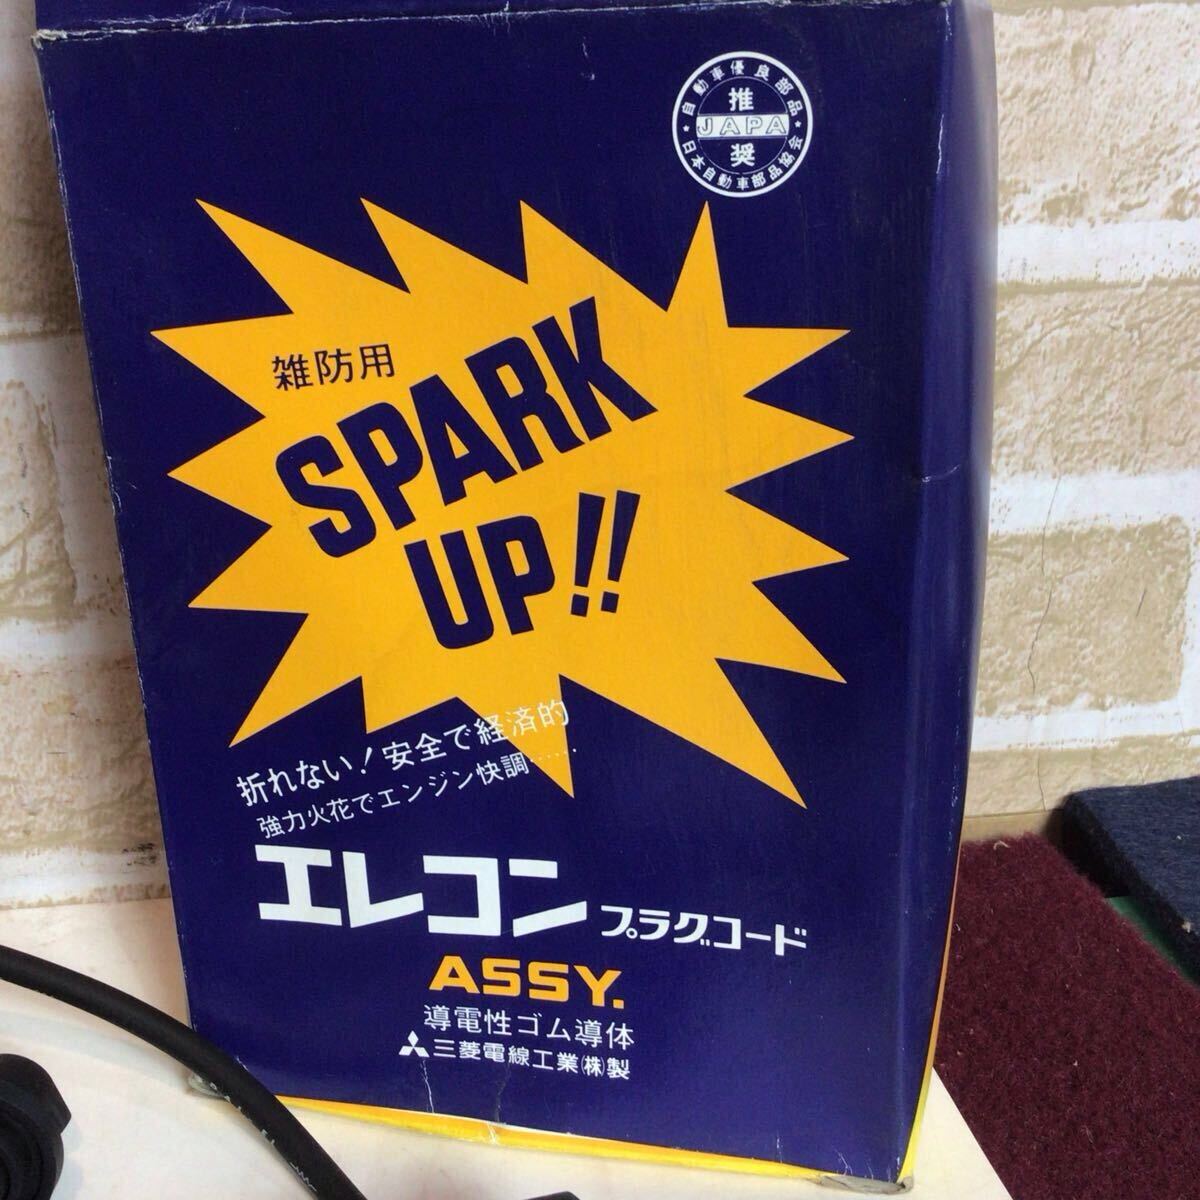 自動車優良部品
推
JAPA
奨
日本自動車部品協会
雑防用
SPARK
UP!!
折れない!安全で経済的
強力火花でエンジン快調……
エレコン プラグコード
ASSY.
導電性ゴム導体
三菱電線工業(株)製